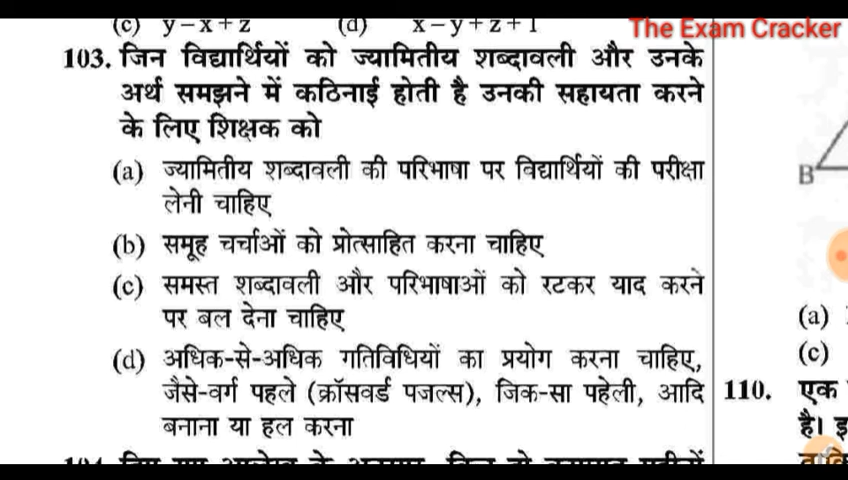 (c) y – x + z (d) x – y + z + 1
The Exam Cracker
103. जिन विद्यार्थियों को ज्यामितीय शब्दावली और उनके
अर्थ समझने में कठिनाई होती है उनकी सहायता करने
के लिए शिक्षक को
(a) ज्यामितीय शब्दावली की परिभाषा पर विद्यार्थियों की परीक्षा
लेनी चाहिए
(b) समूह चर्चाओं को प्रोत्साहित करना चाहिए
(c) समस्त शब्दावली और परिभाषाओं को रटकर याद करने
पर बल देना चाहिए
(d) अधिक-से-अधिक गतिविधियों का प्रयोग करना चाहिए,
जैसे-वर्ग पहले (क्रॉसवर्ड पजल्स), जिक-सा पहेली, आदि
बनाना या हल करना
B
(a)
(c)
110. एक
है।